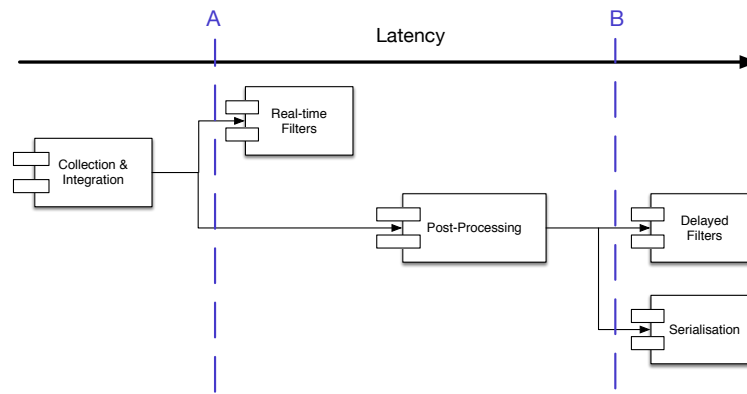 A
Latency
B
Real-time
Filters
Collection &
Integration
Post-Processing
Delayed
Filters
Serialisation